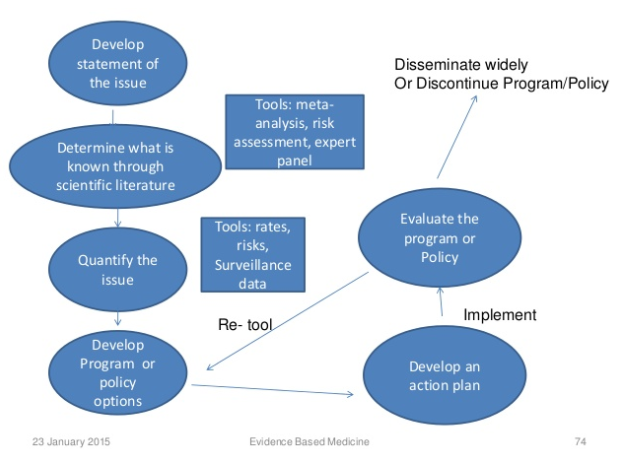 Develop
statement of
the issue
Disseminate widely
Or Discontinue Program/Policy
Tools: meta-
analysis, risk
assessment, expert
panel
Determine what is
known through
scientific literature
Tools: rates,
risks,
Surveillance
data
Evaluate the
program or
Policy
Quantify the
issue
Re- tool
Implement
Develop
Program or
policy
options
Develop an
action plan
23 January 2015
Evidence Based Medicine
74